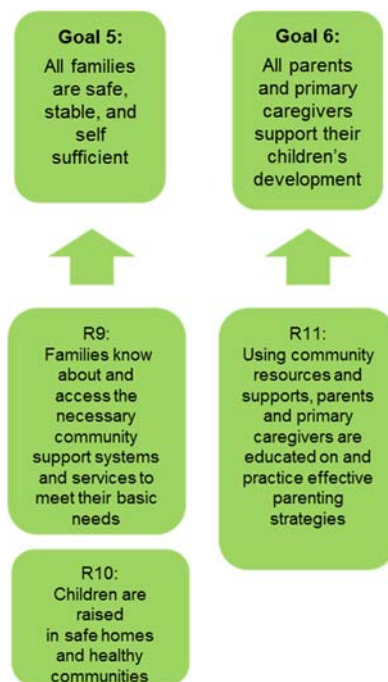 Goal 5:
All families
are safe,
stable, and
self
sufficient
Goal 6:
All parents
and primary
caregivers
support their
children's
development
R9:
Families know
about and
access the
necessary
community
support systems
and services to
meet their basic
needs
R10:
Children are
raised
in safe homes
and healthy
communities
R11:
Using community
resources and
supports, parents
and primary
caregivers are
educated on and
practice effective
parenting
strategies